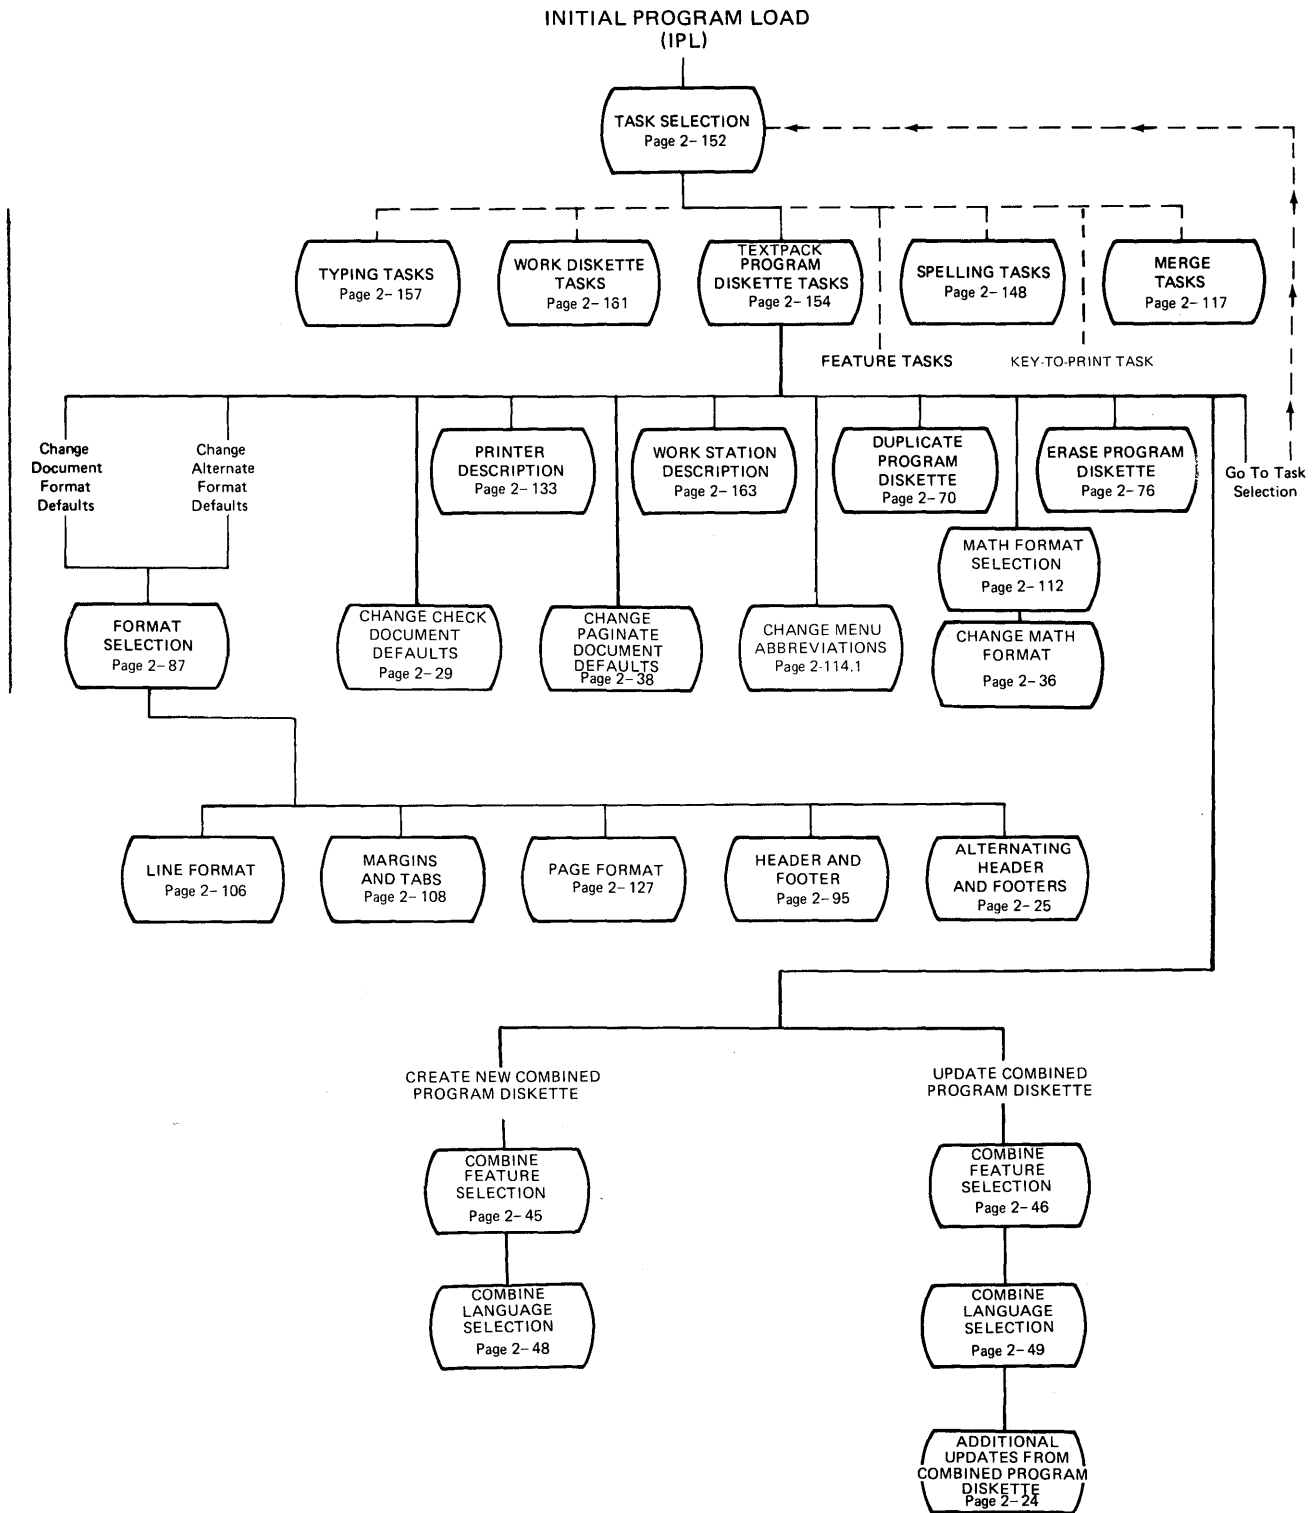 INITIAL PROGRAM LOAD
(IPL)
TASK SELECTION
Page 2-152
TYPING TASKS
Page 2-157
WORK DISKETTE
TASKS
Page 2-161
TEXTPACK
PROGRAM
DISKETTE TASKS
Page 2-154
SPELLING TASKS
Page 2-148
MERGE
TASKS
Page 2-117
FEATURE TASKS
KEY-TO-PRINT TASK
Change
Document
Format
Defaults
Change
Alternate
Format
Defaults
PRINTER
DESCRIPTION
Page 2-133
WORK STATION
DESCRIPTION
Page 2-163
DUPLICATE
PROGRAM
DISKETTE
Page 2-70
ERASE PROGRAM
DISKETTE
Page 2-76
Go To Task
Selection
MATH FORMAT
SELECTION
Page 2-112
FORMAT
SELECTION
Page 2-87
CHANGE CHECK
DOCUMENT
DEFAULTS
Page 2-29
CHANGE
PAGINATE
DOCUMENT
DEFAULTS
Page 2-38
CHANGE MENU
ABBREVIATIONS
Page 2-114.1
CHANGE MATH
FORMAT
Page 2-36
LINE FORMAT
Page 2-106
MARGINS
AND TABS
Page 2-108
PAGE FORMAT
Page 2-127
HEADER AND
FOOTER
Page 2-95
ALTERNATING
HEADER
AND FOOTERS
Page 2-25
CREATE NEW COMBINED
PROGRAM DISKETTE
UPDATE COMBINED
PROGRAM DISKETTE
COMBINE
FEATURE
SELECTION
Page 2-45
COMBINE
FEATURE
SELECTION
Page 2-46
COMBINE
LANGUAGE
SELECTION
Page 2-48
COMBINE
LANGUAGE
SELECTION
Page 2-49
ADDITIONAL
UPDATES FROM
COMBINED PROGRAM
DISKETTE
Page 2-24